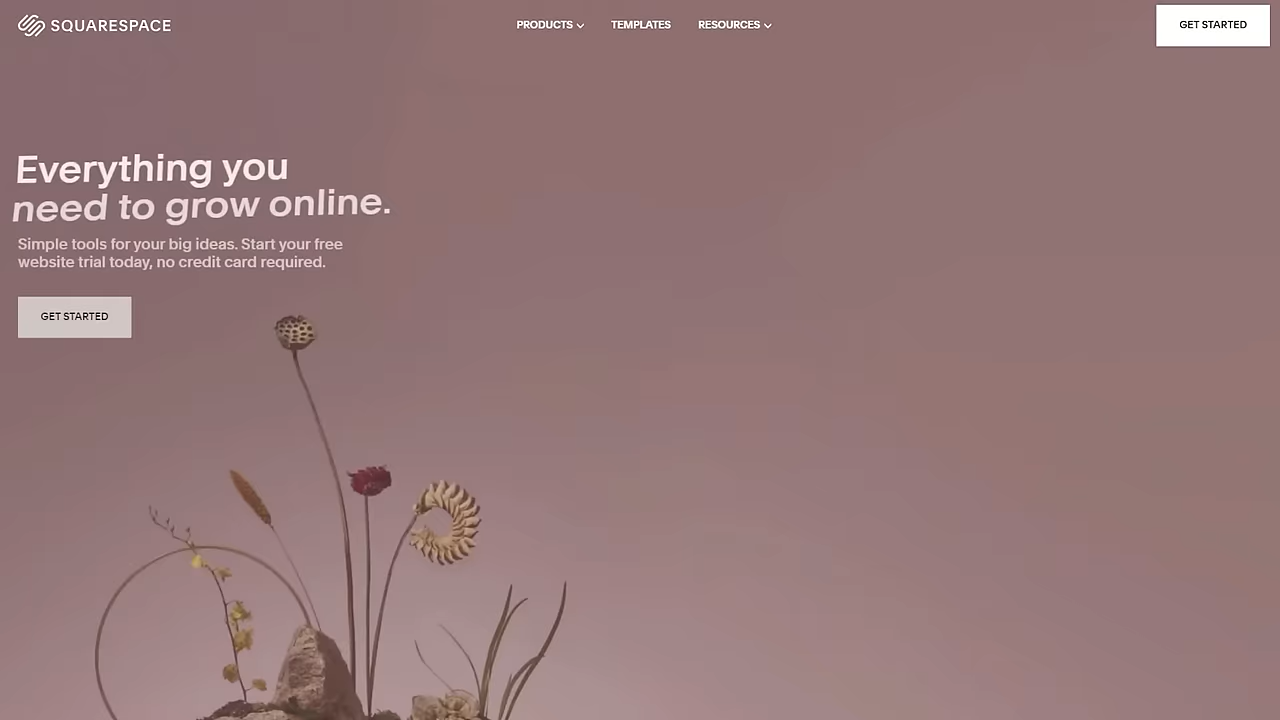 SQUARESPACE
PRODUCTS
TEMPLATES
RESOURCES
GET STARTED
Everything you
need to grow online.
Simple tools for your big ideas. Start your free
website trial today, no credit card required.
GET STARTED